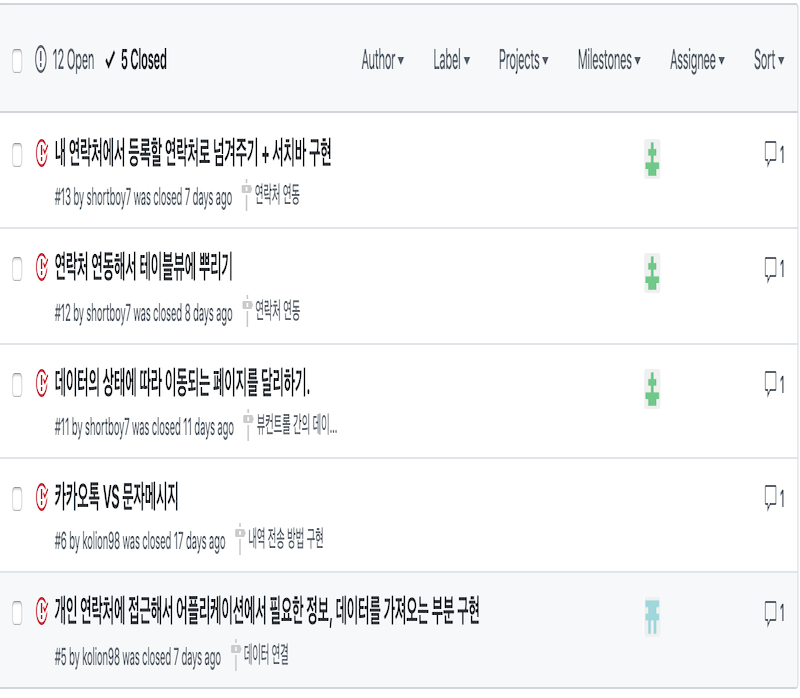 12 Open ✓ 5 Closed Author▾ Label▾ Projects▾ Milestones▾ Assignee▾ Sort▾
내 연락처에서 등록할 연락처로 넘겨주기 + 서치바 구현 1
#13 by shortboy7 was closed 7 days ago 연락처 연동
연락처 연동해서 테이블뷰에 뿌리기 1
#12 by shortboy7 was closed 8 days ago 연락처 연동
데이터의 상태에 따라 이동되는 페이지를 달리하기. 1
#11 by shortboy7 was closed 11 days ago 뷰컨트롤 간의 데이...
카카오톡 VS 문자메시지 1
#6 by kolion98 was closed 17 days ago 내역 전송 방법 구현
개인 연락처에 접근해서 어플리케이션에서 필요한 정보, 데이터를 가져오는 부분 구현 1
#5 by kolion98 was closed 7 days ago 데이터 연결